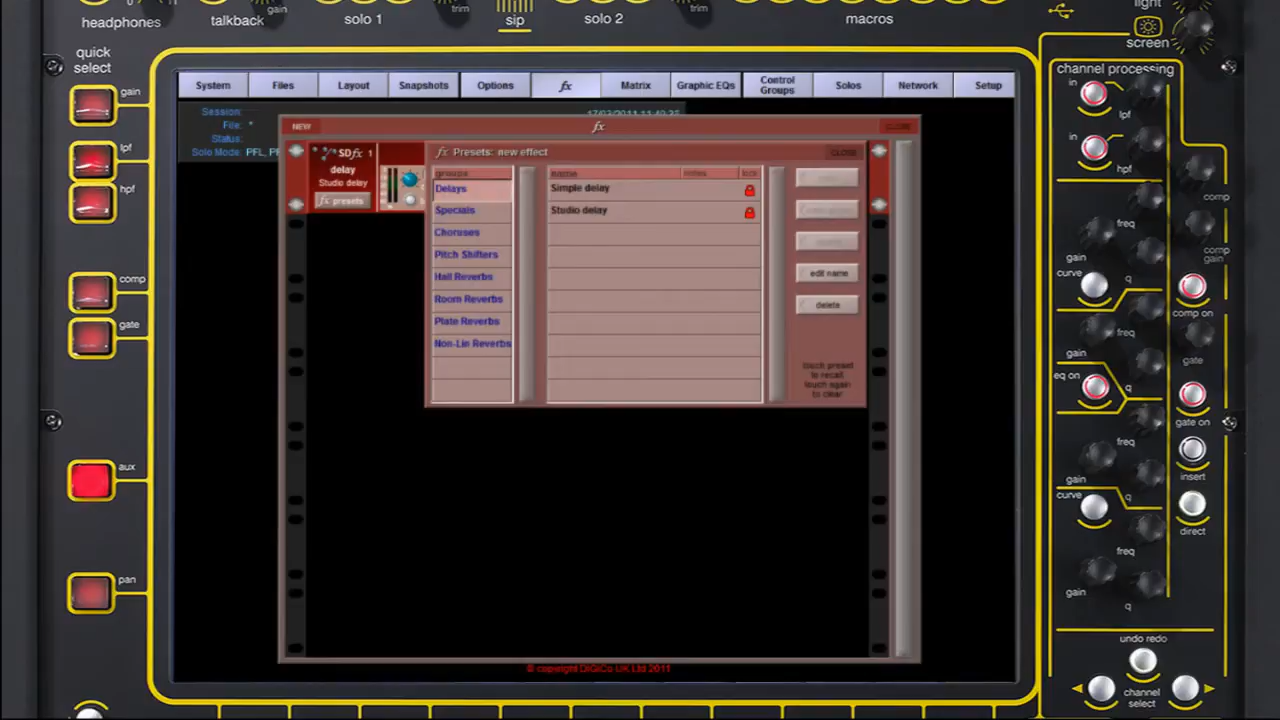 headphones
talkback
gain
solo 1
trim
sip
solo 2
trim
macros
light
screen
quick
select
gain
lpf
hpf
comp
gate
aux
pan
System
Files
Layout
Snapshots
Options
fx
Matrix
Graphic EQs
Control
Groups
Solos
Network
Setup
Session:
File: *
Status:
Solo Mode: PFL,
NEW
fx
CLOSE
SDfx 1
delay
Studio delay
fx presets
fx Presets: new effect
CLOSE
groups
Delays
Specials
Choruses
Pitch Shifters
Hall Reverbs
Room Reverbs
Plate Reverbs
Non-Lin Reverbs
name
notes
lock
Simple delay
Studio delay
edit name
delete
touch preset
to recall
touch again
to clear
© copyright DiGiCo UK Ltd 2011
channel processing
in
lpf
in
hpf
comp
freq
comp
gain
gain
curve
q
comp on
freq
gain
gate
eq on
q
gate on
freq
gain
insert
curve
q
direct
freq
gain
q
undo redo
channel
select